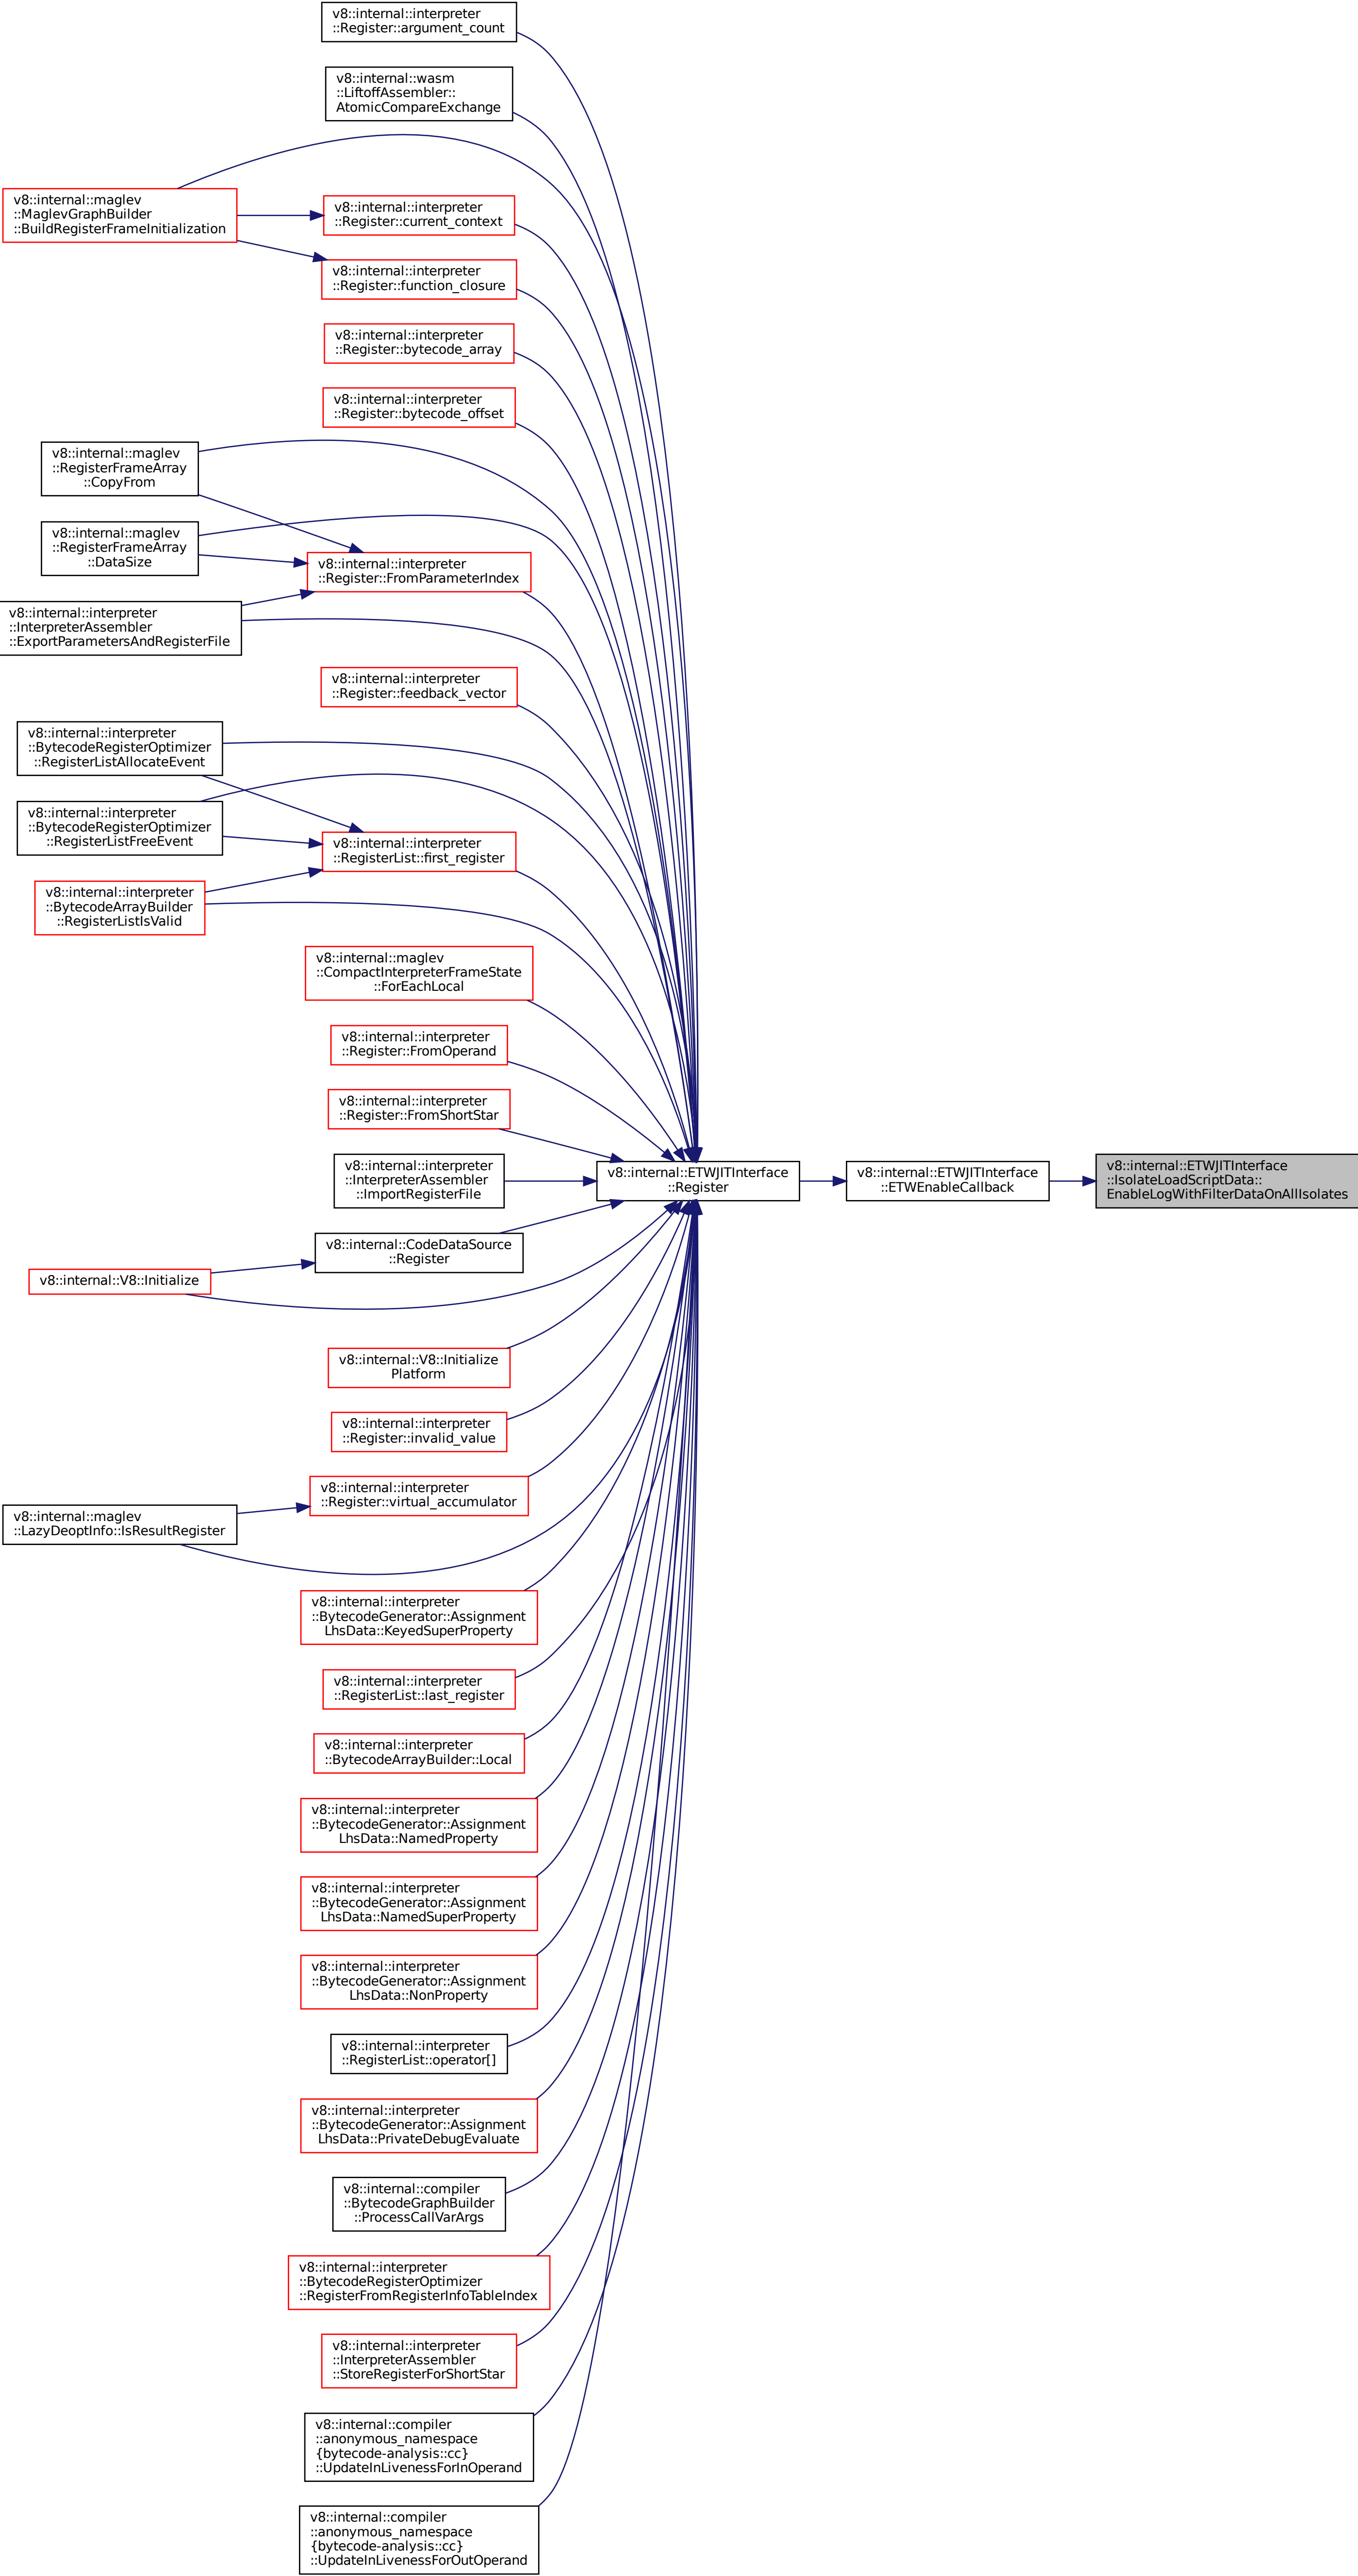 v8::internal::interpreter
::Register::argument_count
v8::internal::wasm
::LiftoffAssembler::
AtomicCompareExchange
v8::internal::maglev
::MaglevGraphBuilder
::BuildRegisterFrameInitialization
v8::internal::interpreter
::Register::current_context
v8::internal::interpreter
::Register::function_closure
v8::internal::interpreter
::Register::bytecode_array
v8::internal::interpreter
::Register::bytecode_offset
v8::internal::maglev
::RegisterFrameArray
::CopyFrom
v8::internal::maglev
::RegisterFrameArray
::DataSize
v8::internal::interpreter
::Register::FromParameterIndex
v8::internal::interpreter
::InterpreterAssembler
::ExportParametersAndRegisterFile
v8::internal::interpreter
::Register::feedback_vector
v8::internal::interpreter
::BytecodeRegisterOptimizer
::RegisterListAllocateEvent
v8::internal::interpreter
::BytecodeRegisterOptimizer
::RegisterListFreeEvent
v8::internal::interpreter
::RegisterList::first_register
v8::internal::interpreter
::BytecodeArrayBuilder
::RegisterListIsValid
v8::internal::maglev
::CompactInterpreterFrameState
::ForEachLocal
v8::internal::interpreter
::Register::FromOperand
v8::internal::interpreter
::Register::FromShortStar
v8::internal::interpreter
::InterpreterAssembler
::ImportRegisterFile
v8::internal::ETWJITInterface
::Register
v8::internal::ETWJITInterface
::ETWEnableCallback
v8::internal::ETWJITInterface
::IsolateLoadScriptData::
EnableLogWithFilterDataOnAllIsolates
v8::internal::CodeDataSource
::Register
v8::internal::V8::Initialize
v8::internal::V8::Initialize
Platform
v8::internal::interpreter
::Register::invalid_value
v8::internal::interpreter
::Register::virtual_accumulator
v8::internal::maglev
::LazyDeoptInfo::IsResultRegister
v8::internal::interpreter
::BytecodeGenerator::Assignment
LhsData::KeyedSuperProperty
v8::internal::interpreter
::RegisterList::last_register
v8::internal::interpreter
::BytecodeArrayBuilder::Local
v8::internal::interpreter
::BytecodeGenerator::Assignment
LhsData::NamedProperty
v8::internal::interpreter
::BytecodeGenerator::Assignment
LhsData::NamedSuperProperty
v8::internal::interpreter
::BytecodeGenerator::Assignment
LhsData::NonProperty
v8::internal::interpreter
::RegisterList::operator[]
v8::internal::interpreter
::BytecodeGenerator::Assignment
LhsData::PrivateDebugEvaluate
v8::internal::compiler
::BytecodeGraphBuilder
::ProcessCallVarArgs
v8::internal::interpreter
::BytecodeRegisterOptimizer
::RegisterFromRegisterInfoTableIndex
v8::internal::interpreter
::InterpreterAssembler
::StoreRegisterForShortStar
v8::internal::compiler
::anonymous_namespace
{bytecode-analysis::cc}
::UpdateInLivenessForInOperand
v8::internal::compiler
::anonymous_namespace
{bytecode-analysis::cc}
::UpdateInLivenessForOutOperand